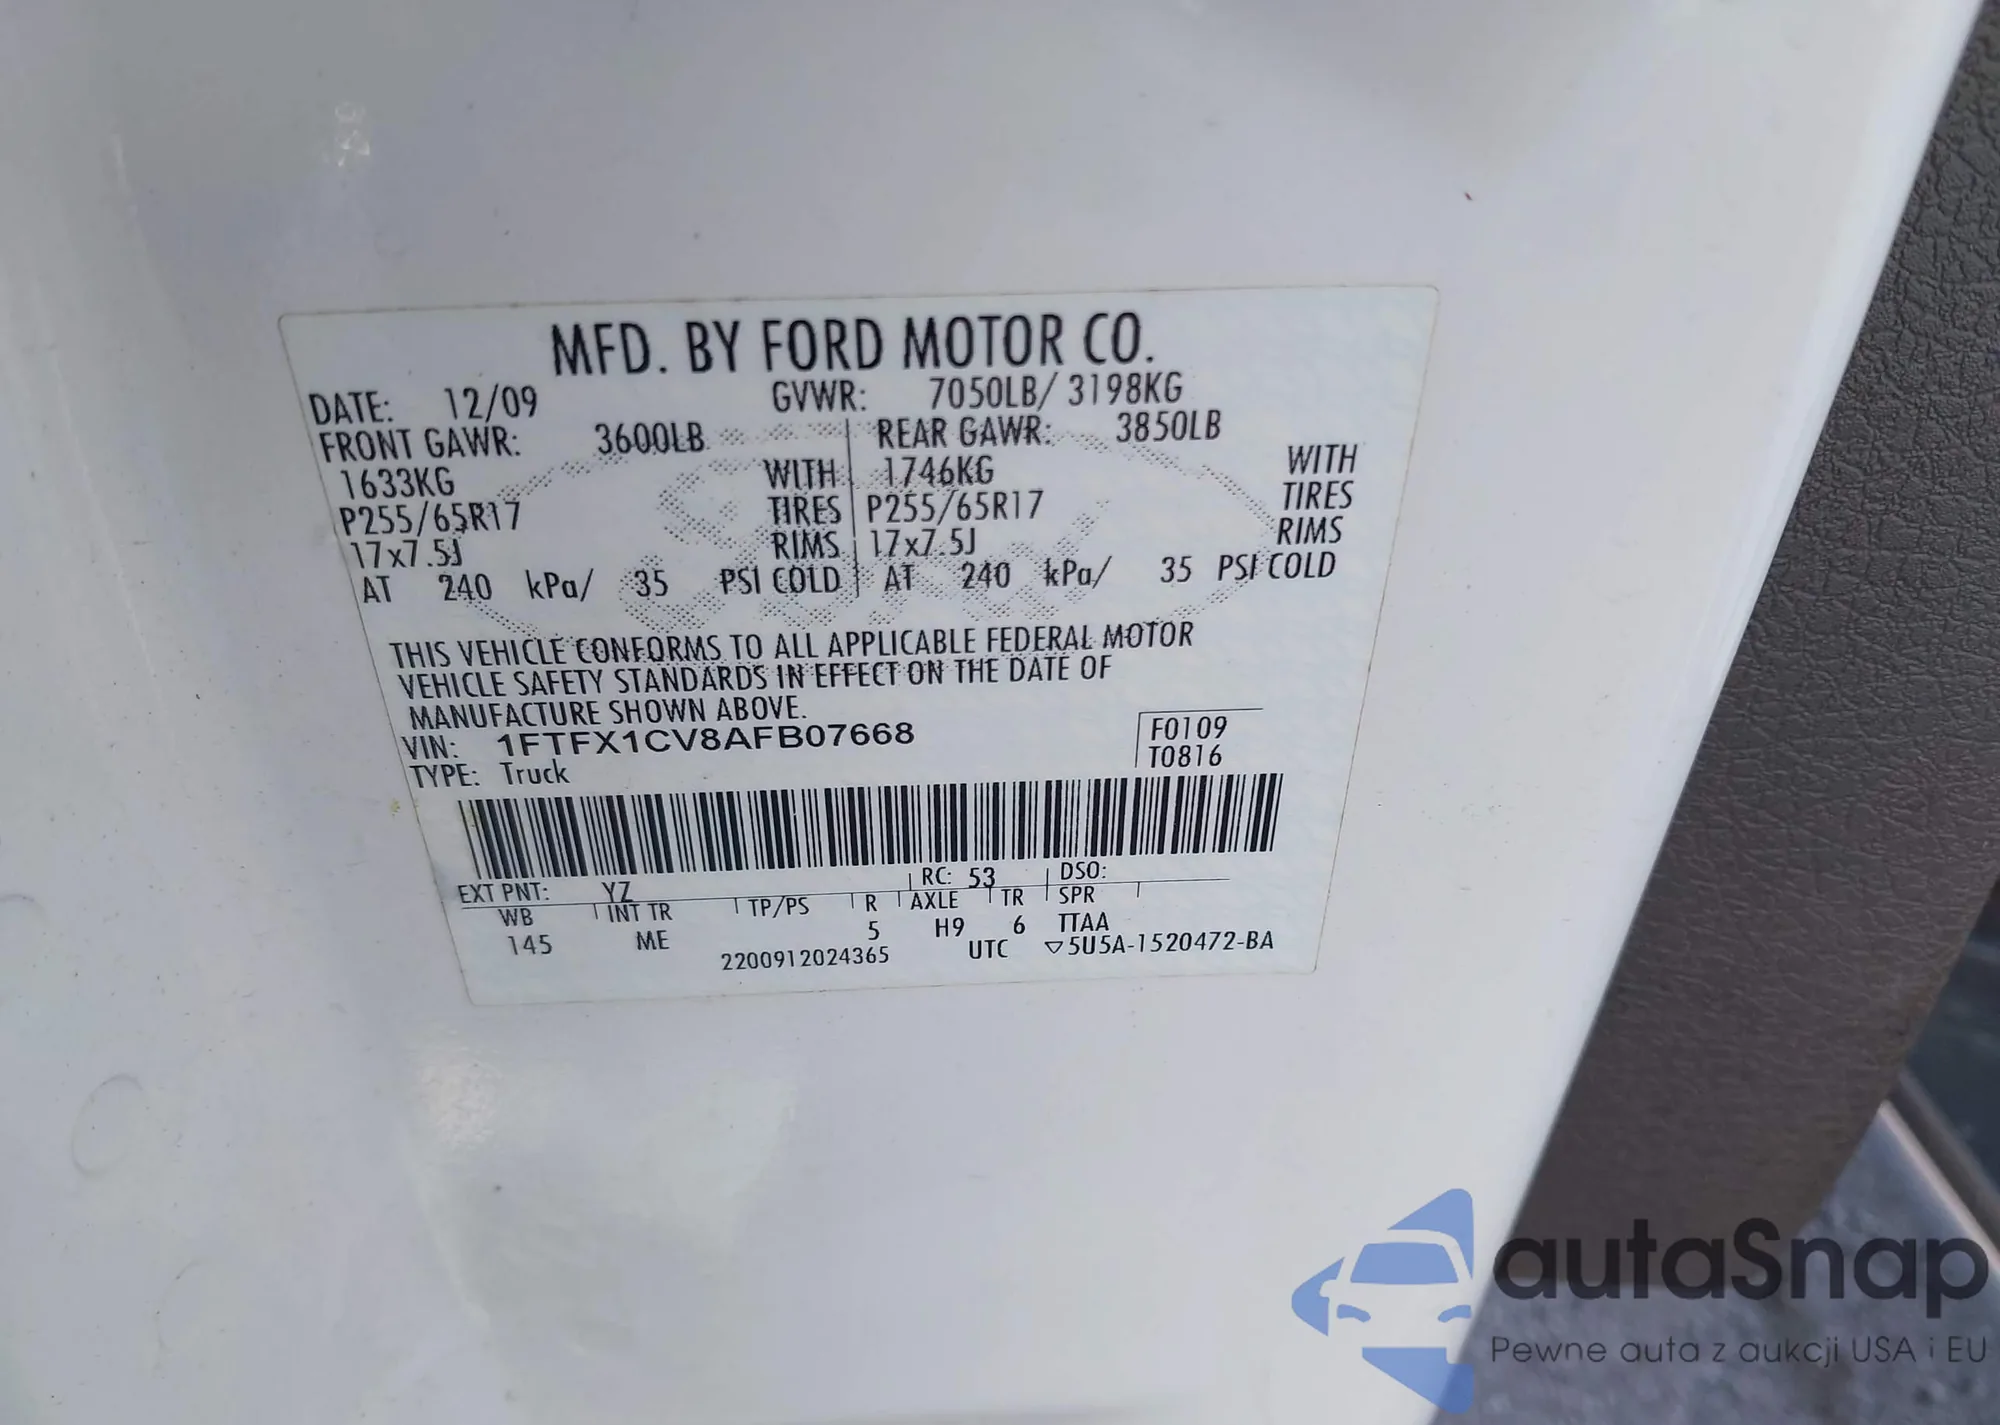 MFD. BY FORD MOTOR CO.
DATE: 12/09 GVWR: 7050LB/ 3198KG
FRONT GAWR: 3600LB REAR GAWR: 3850LB
1633KG WITH 1746KG WITH
P255/65R17 TIRES P255/65R17 TIRES
17x7.5J RIMS 17x7.5J RIMS
AT 240 kPa/ 35 PSI COLD AT 240 kPa/ 35 PSI COLD
THIS VEHICLE CONFORMS TO ALL APPLICABLE FEDERAL MOTOR
VEHICLE SAFETY STANDARDS IN EFFECT ON THE DATE OF
MANUFACTURE SHOWN ABOVE.
VIN: 1FTFX1CV8AFB07668 F0109
TYPE: Truck T0816
EXT PNT: YZ RC: 53 DSO:
WB INT TR TP/PS R AXLE TR SPR
145 ME 5 H9 6 TTAA
2200912024365 UTC ▽5U5A-1520472-BA
autaSnap
Pewne auta z aukcji USA i EU